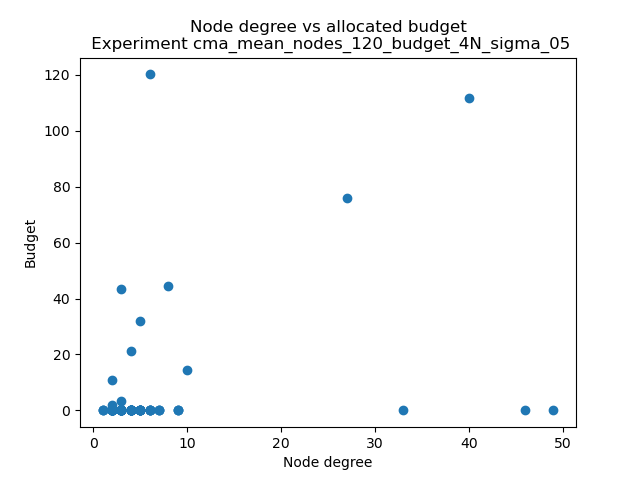 Node degree vs allocated budget
Experiment cma_mean_nodes_120_budget_4N_sigma_05
120
100
80
60
40
20
0
Budget
0 10 20 30 40 50
Node degree